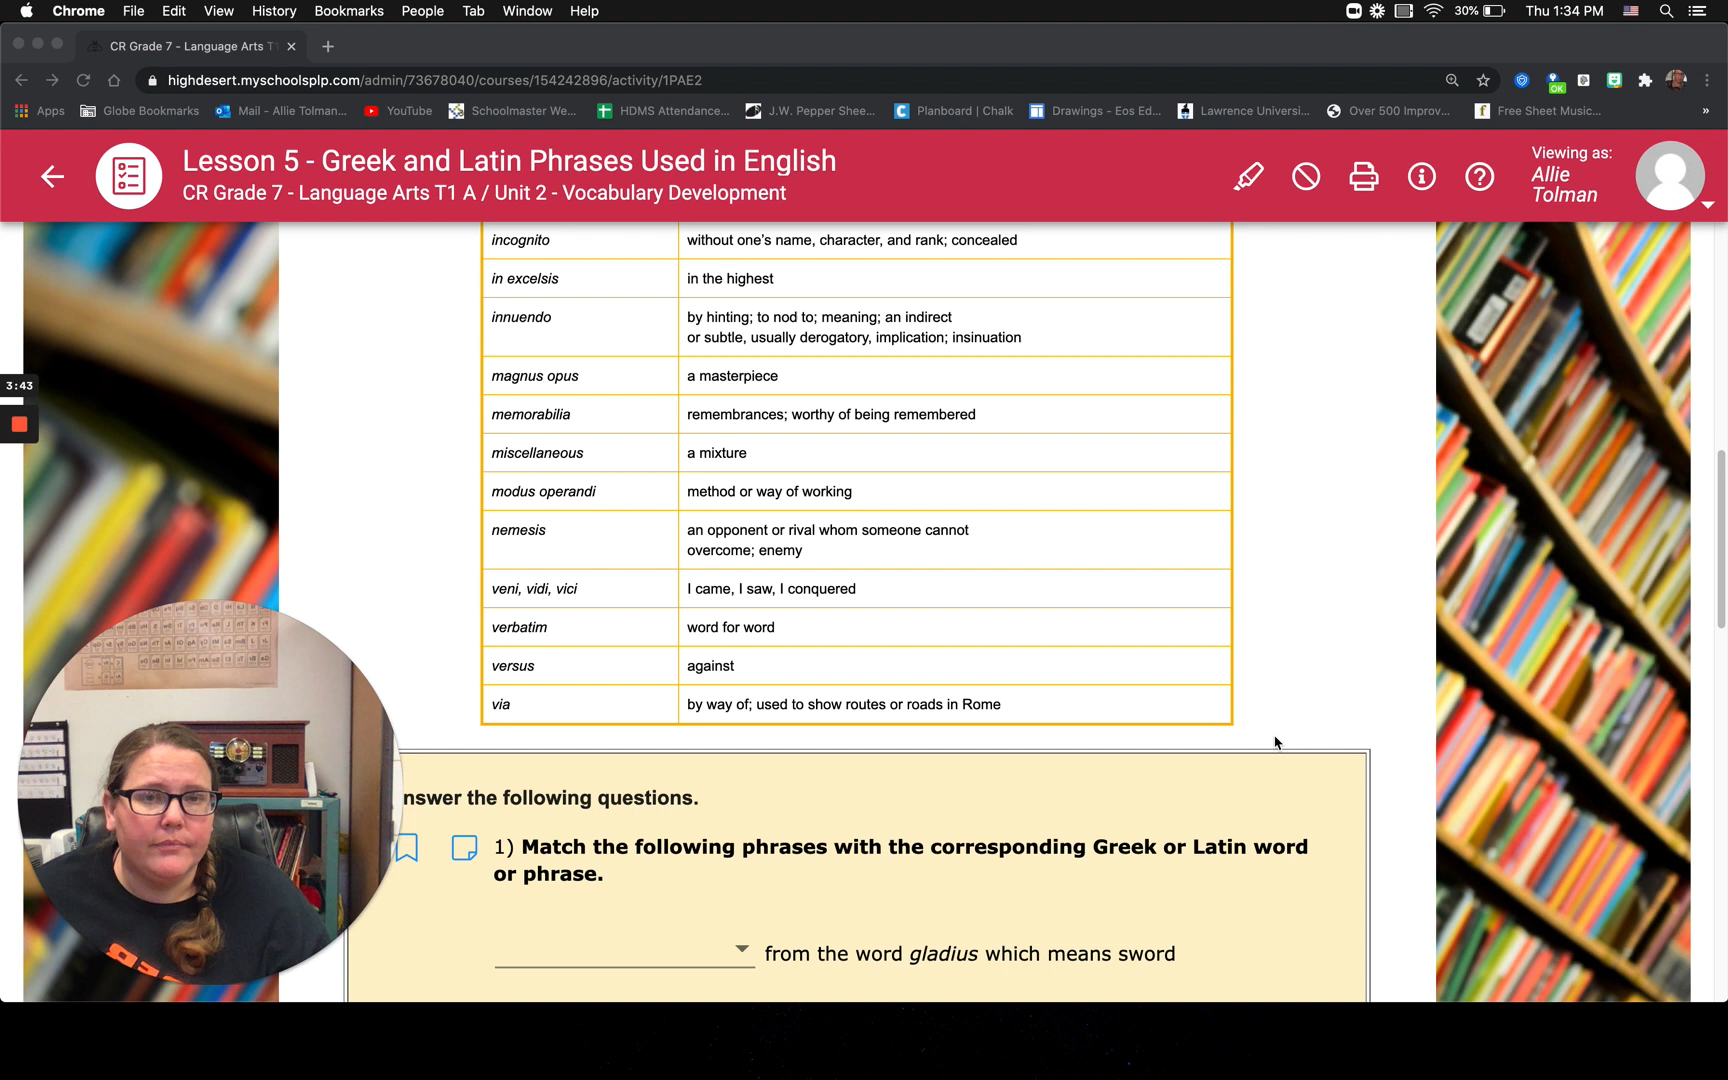 Chrome File Edit View History Bookmarks People Tab Window Help 30% Thu 1:34 PM
CR Grade 7 - Language Arts T1
highdesert.myschoolsplp.com/admin/73678040/courses/154242896/activity/1PAE2
OK
Apps Globe Bookmarks Mail - Allie Tolman... YouTube Schoolmaster We... HDMS Attendance... J.W. Pepper Shee... Planboard | Chalk Drawings - Eos Ed... Lawrence Universi... Over 500 Improv... Free Sheet Music... »
Lesson 5 - Greek and Latin Phrases Used in English
CR Grade 7 - Language Arts T1 A / Unit 2 - Vocabulary Development
Viewing as:
Allie
Tolman
incognito without one's name, character, and rank; concealed
in excelsis in the highest
innuendo by hinting; to nod to; meaning; an indirect
or subtle, usually derogatory, implication; insinuation
magnus opus a masterpiece
3:43
memorabilia remembrances; worthy of being remembered
miscellaneous a mixture
modus operandi method or way of working
nemesis an opponent or rival whom someone cannot
overcome; enemy
veni, vidi, vici I came, I saw, I conquered
verbatim word for word
versus against
via by way of; used to show routes or roads in Rome
nswer the following questions.
1) Match the following phrases with the corresponding Greek or Latin word
or phrase.
from the word gladius which means sword